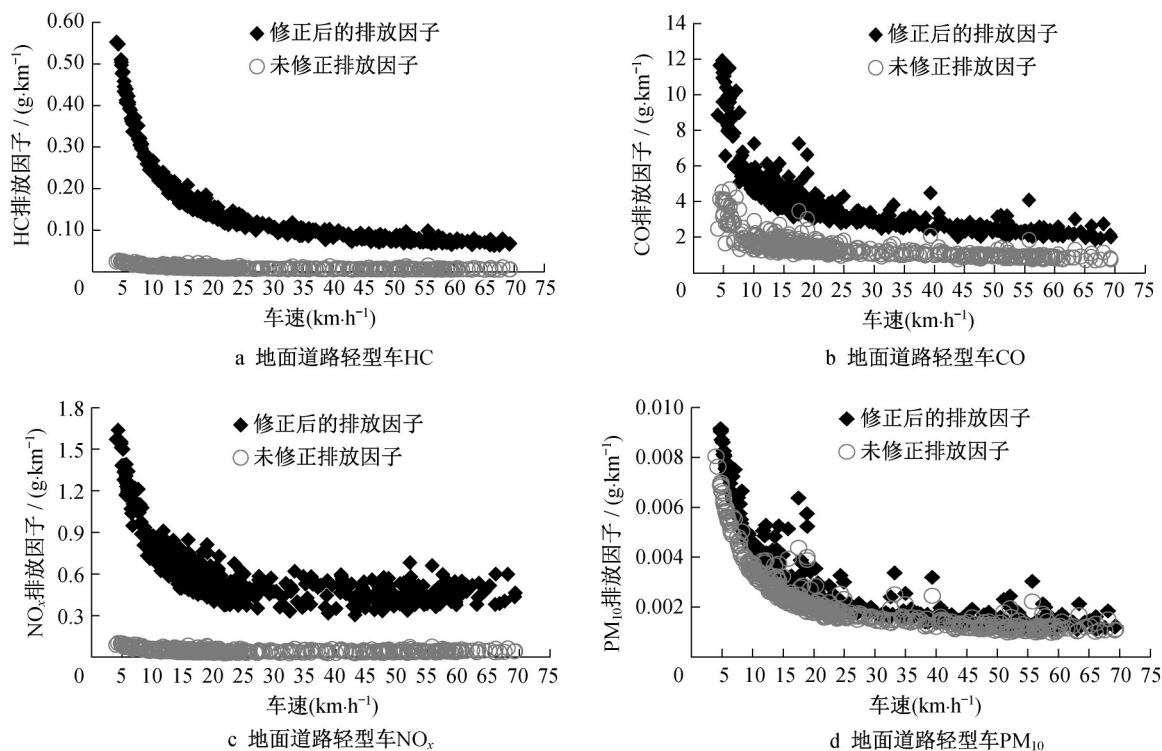 0.60
0.50
0.40
0.30
0.20
0.10
0
5 10 15 20 25 30 35 40 45 50 55 60 65 70 75
HC排放因子 / (g·km⁻¹)
车速(km·h⁻¹)
◆ 修正后的排放因子
○ 未修正排放因子
a 地面道路轻型车HC
14
12
10
8
6
4
2
0
5 10 15 20 25 30 35 40 45 50 55 60 65 70 75
CO排放因子 / (g·km⁻¹)
车速(km·h⁻¹)
◆ 修正后的排放因子
○ 未修正排放因子
b 地面道路轻型车CO
1.8
1.5
1.2
0.9
0.6
0.3
0
5 10 15 20 25 30 35 40 45 50 55 60 65 70 75
NOₓ排放因子 / (g·km⁻¹)
车速(km·h⁻¹)
◆ 修正后的排放因子
○ 未修正排放因子
c 地面道路轻型车NOₓ
0.010
0.008
0.006
0.004
0.002
0
5 10 15 20 25 30 35 40 45 50 55 60 65 70 75
PM₁₀排放因子 / (g·km⁻¹)
车速(km·h⁻¹)
◆ 修正后的排放因子
○ 未修正排放因子
d 地面道路轻型车PM₁₀